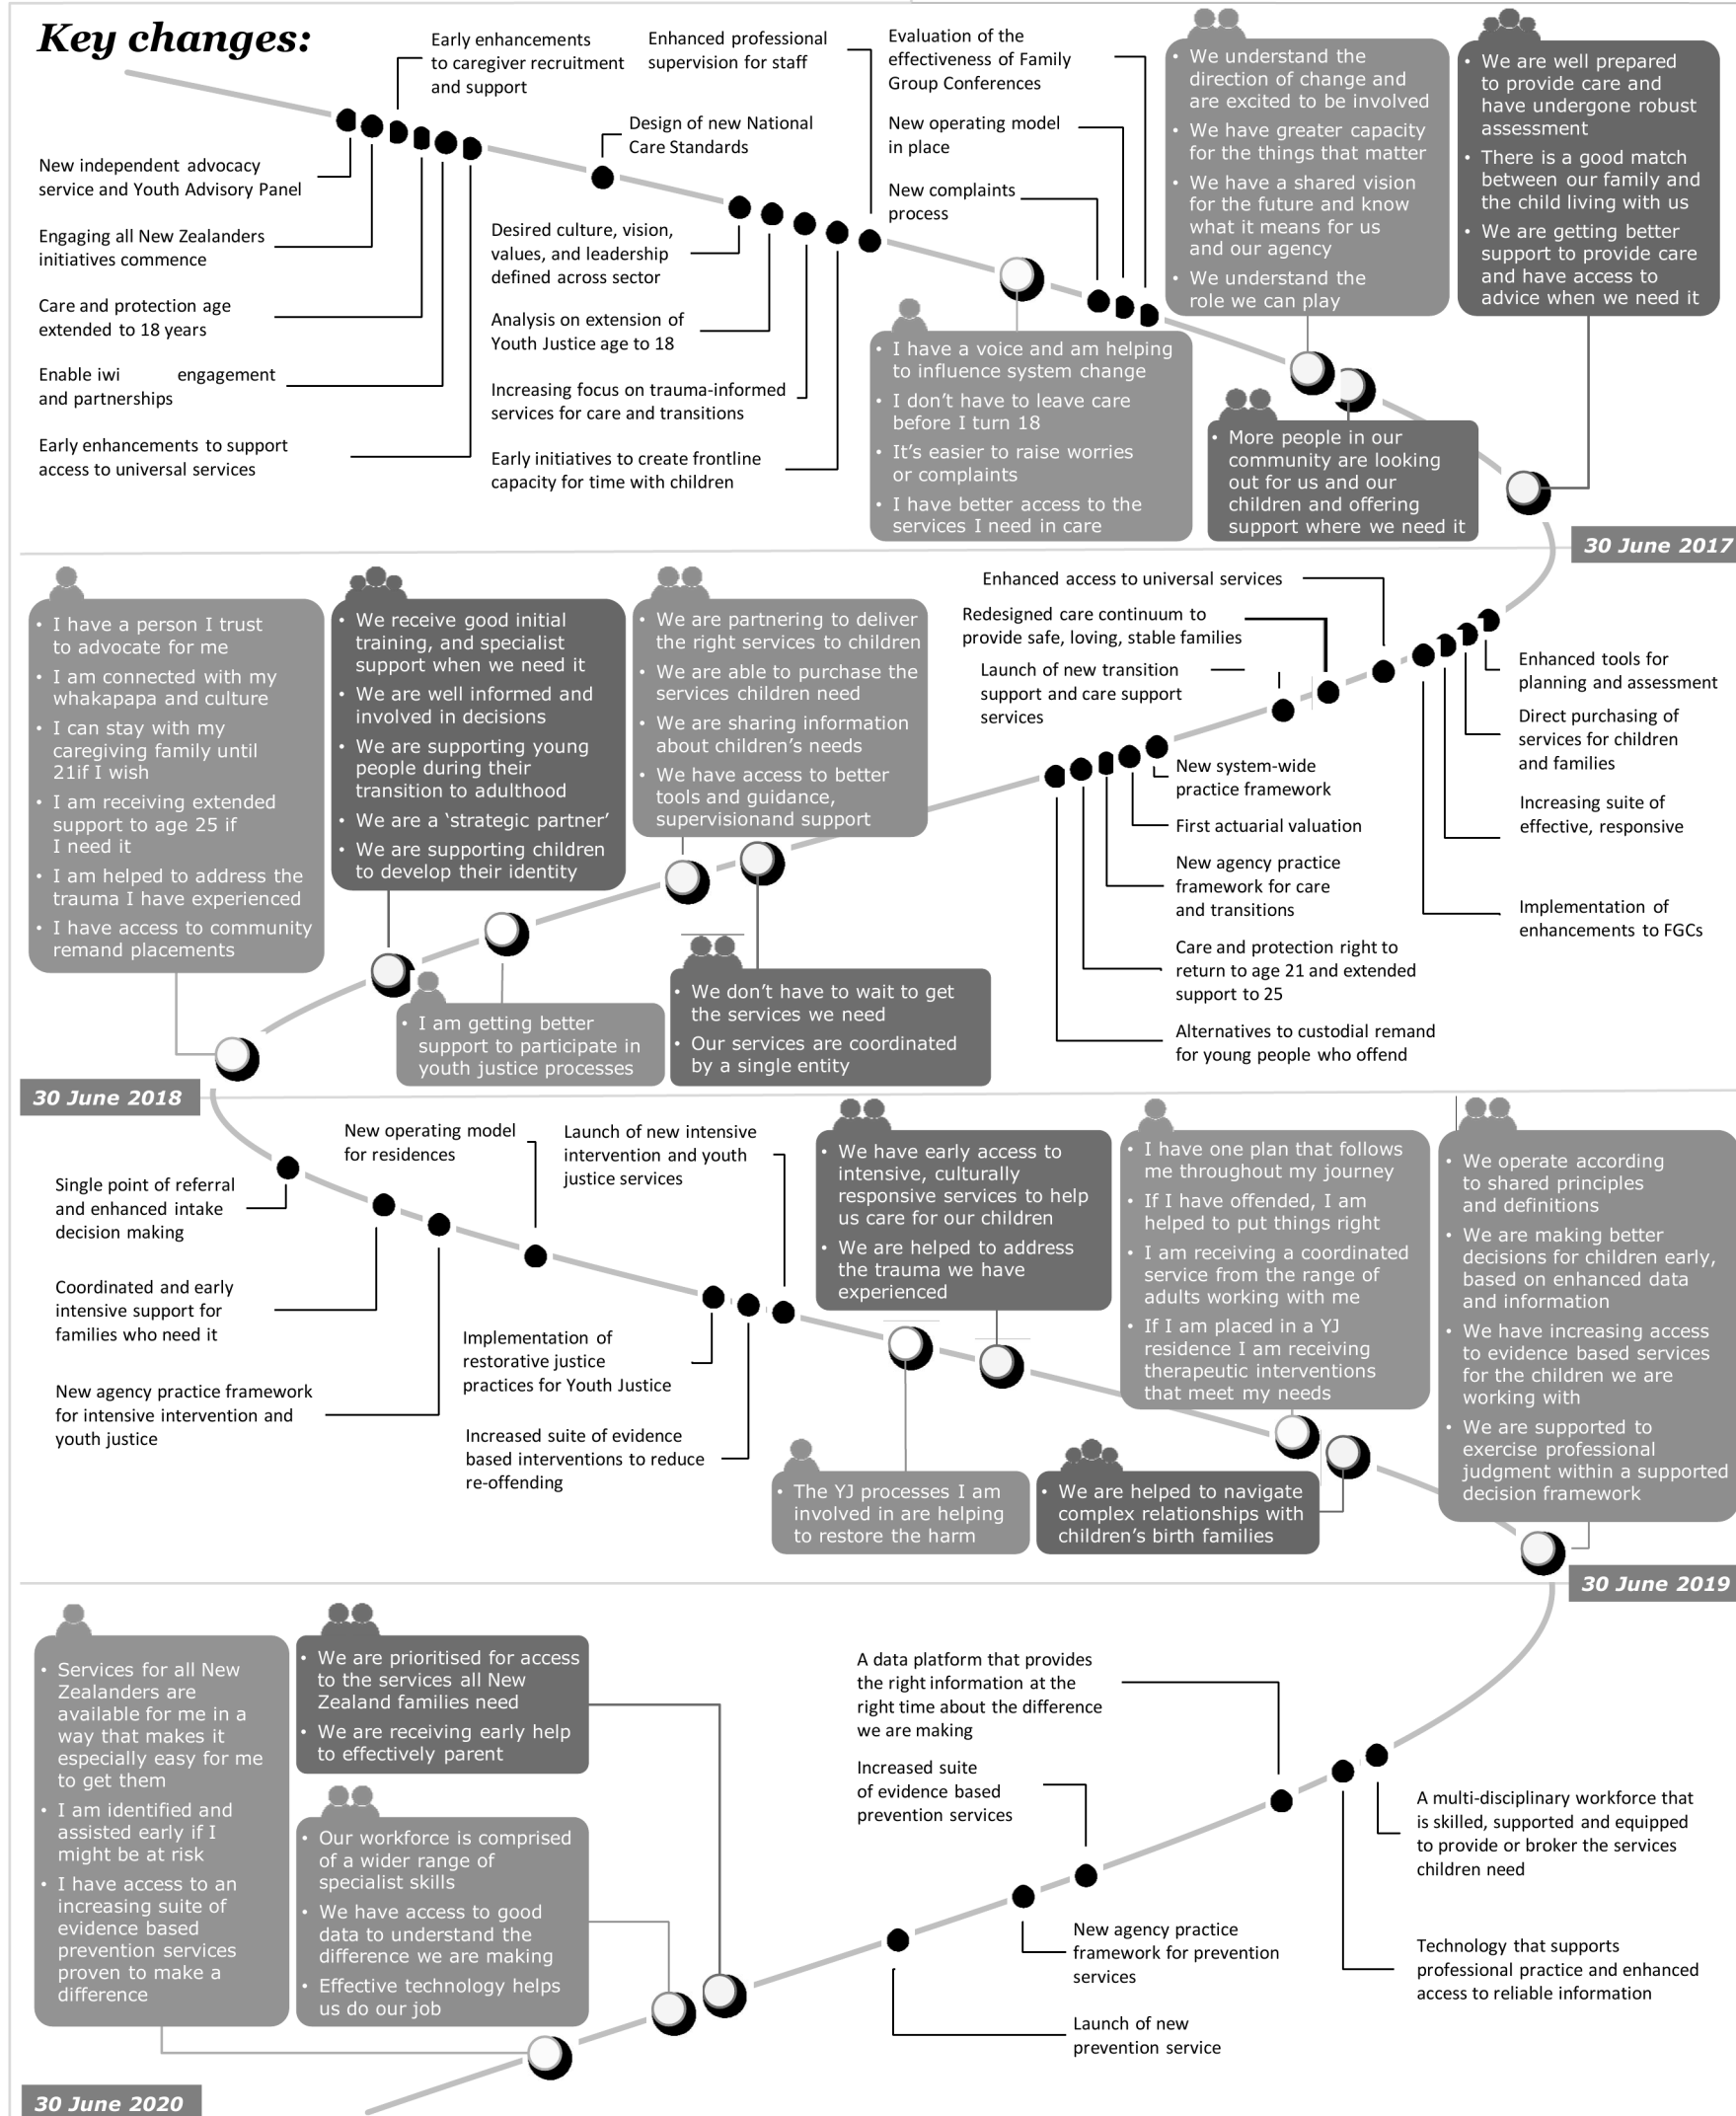 Key changes:
Early enhancements
to caregiver recruitment
and support
Enhanced professional
supervision for staff
Evaluation of the
effectiveness of Family
Group Conferences
Design of new National
Care Standards
New operating model
in place
New complaints
process
New independent advocacy
service and Youth Advisory Panel
Engaging all New Zealanders
initiatives commence
Care and protection age
extended to 18 years
Enable iwi engagement
and partnerships
Early enhancements to support
access to universal services
Desired culture, vision,
values, and leadership
defined across sector
Analysis on extension of
Youth Justice age to 18
Increasing focus on trauma-informed
services for care and transitions
Early initiatives to create frontline
capacity for time with children
• I have a voice and am helping
to influence system change
• I don't have to leave care
before I turn 18
• It's easier to raise worries
or complaints
• I have better access to the
services I need in care
• We understand the
direction of change and
are excited to be involved
• We have greater capacity
for the things that matter
• We have a shared vision
for the future and know
what it means for us
and our agency
• We understand the
role we can play
• More people in our
community are looking
out for us and our
children and offering
support where we need it
• We are well prepared
to provide care and
have undergone robust
assessment
• There is a good match
between our family and
the child living with us
• We are getting better
support to provide care
and have access to
advice when we need it
30 June 2017
• I have a person I trust
to advocate for me
• I am connected with my
whakapapa and culture
• I can stay with my
caregiving family until
21if I wish
• I am receiving extended
support to age 25 if
I need it
• I am helped to address the
trauma I have experienced
• I have access to community
remand placements
• We receive good initial
training, and specialist
support when we need it
• We are well informed and
involved in decisions
• We are supporting young
people during their
transition to adulthood
• We are a ‘strategic partner’
• We are supporting children
to develop their identity
• We are partnering to deliver
the right services to children
• We are able to purchase the
services children need
• We are sharing information
about children's needs
• We have access to better
tools and guidance,
supervisionand support
• I am getting better
support to participate in
youth justice processes
• We don't have to wait to get
the services we need
• Our services are coordinated
by a single entity
Enhanced access to universal services
Redesigned care continuum to
provide safe, loving, stable families
Launch of new transition
support and care support
services
Enhanced tools for
planning and assessment
Direct purchasing of
services for children
and families
Increasing suite of
effective, responsive
Implementation of
enhancements to FGCs
New system-wide
practice framework
First actuarial valuation
New agency practice
framework for care
and transitions
Care and protection right to
return to age 21 and extended
support to 25
Alternatives to custodial remand
for young people who offend
30 June 2018
Single point of referral
and enhanced intake
decision making
Coordinated and early
intensive support for
families who need it
New agency practice framework
for intensive intervention and
youth justice
New operating model
for residences
Launch of new intensive
intervention and youth
justice services
Implementation of
restorative justice
practices for Youth Justice
Increased suite of evidence
based interventions to reduce
re-offending
• We have early access to
intensive, culturally
responsive services to help
us care for our children
• We are helped to address
the trauma we have
experienced
• The YJ processes I am
involved in are helping
to restore the harm
• I have one plan that follows
me throughout my journey
• If I have offended, I am
helped to put things right
• I am receiving a coordinated
service from the range of
adults working with me
• If I am placed in a YJ
residence I am receiving
therapeutic interventions
that meet my needs
• We are helped to navigate
complex relationships with
children's birth families
• We operate according
to shared principles
and definitions
• We are making better
decisions for children early,
based on enhanced data
and information
• We have increasing access
to evidence based services
for the children we are
working with
• We are supported to
exercise professional
judgment within a supported
decision framework
30 June 2019
• Services for all New
Zealanders are
available for me in a
way that makes it
especially easy for me
to get them
• I am identified and
assisted early if I
might be at risk
• I have access to an
increasing suite of
evidence based
prevention services
proven to make a
difference
• We are prioritised for access
to the services all New
Zealand families need
• We are receiving early help
to effectively parent
• Our workforce is comprised
of a wider range of
specialist skills
• We have access to good
data to understand the
difference we are making
• Effective technology helps
us do our job
A data platform that provides
the right information at the
right time about the difference
we are making
Increased suite
of evidence based
prevention services
A multi-disciplinary workforce that
is skilled, supported and equipped
to provide or broker the services
children need
Technology that supports
professional practice and enhanced
access to reliable information
New agency practice
framework for prevention
services
Launch of new
prevention service
30 June 2020